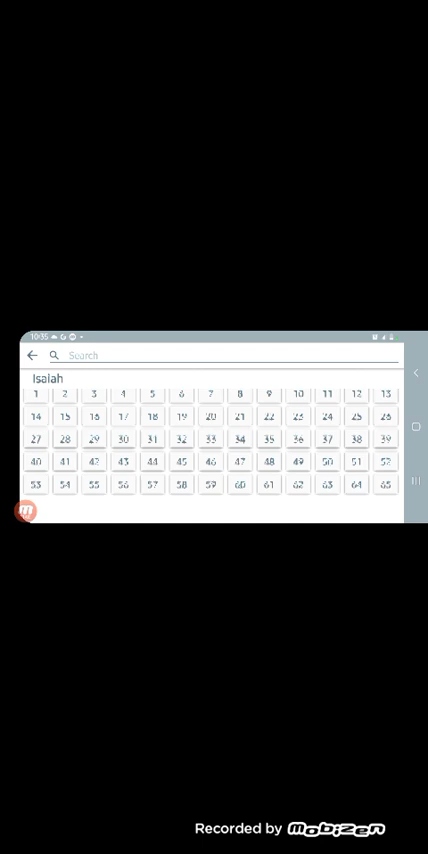 10:35
Search
Isaiah
1 2 3 4 5 6 7 8 9 10 11 12 13
14 15 16 17 18 19 20 21 22 23 24 25 26
27 28 29 30 31 32 33 34 35 36 37 38 39
40 41 42 43 44 45 46 47 48 49 50 51 52
53 54 55 56 57 58 59 60 61 62 63 64 65
m
Recorded by mobizen